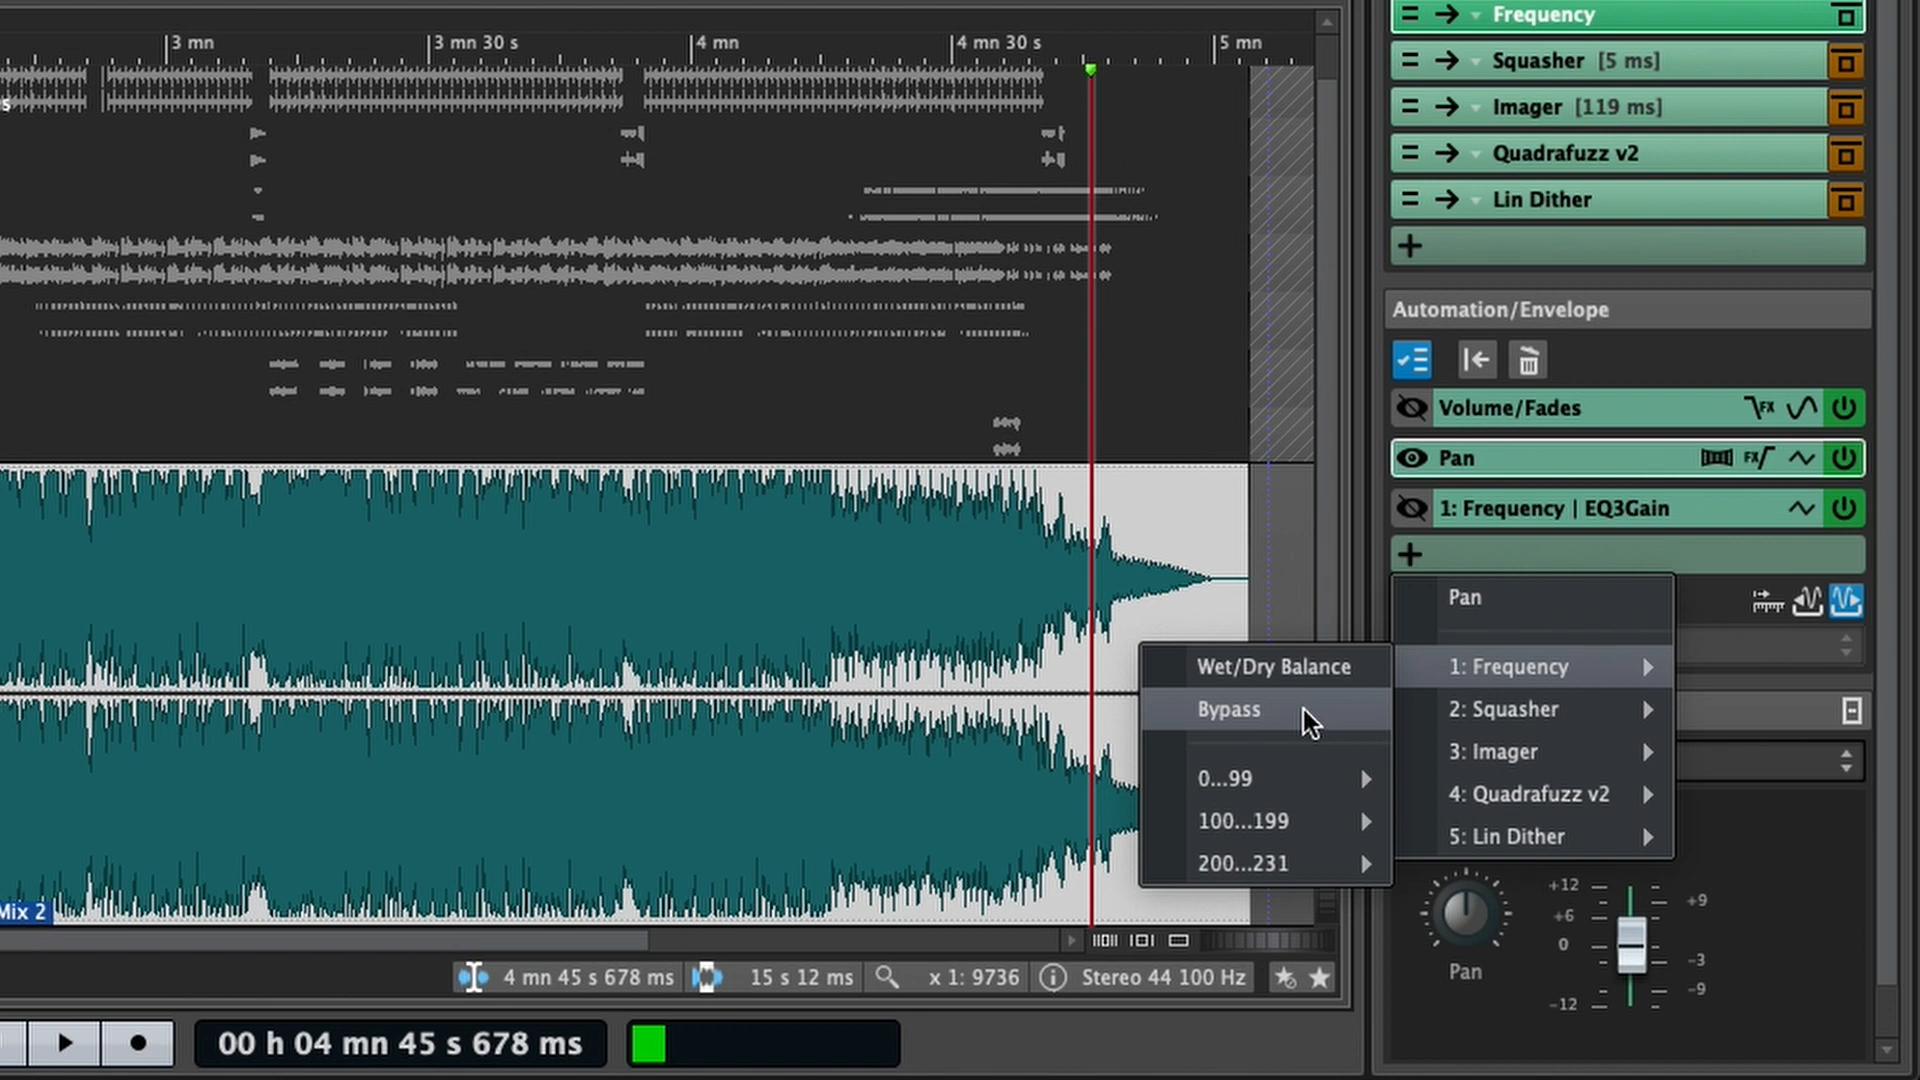 3 mn
3 mn 30 s
4 mn
4 mn 30 s
5 mn
s
Mix 2
4 mn 45 s 678 ms
15 s 12 ms
x 1: 9736
Stereo 44 100 Hz
00 h 04 mn 45 s 678 ms
Frequency
Squasher [5 ms]
Imager [119 ms]
Quadrafuzz v2
Lin Dither
+
Automation/Envelope
Volume/Fades FX
Pan FX
1: Frequency | EQ3Gain
+
Pan
1: Frequency
2: Squasher
3: Imager
4: Quadrafuzz v2
5: Lin Dither
Wet/Dry Balance
Bypass
0...99
100...199
200...231
Pan
+12
+6
0
-12
+9
-3
-9